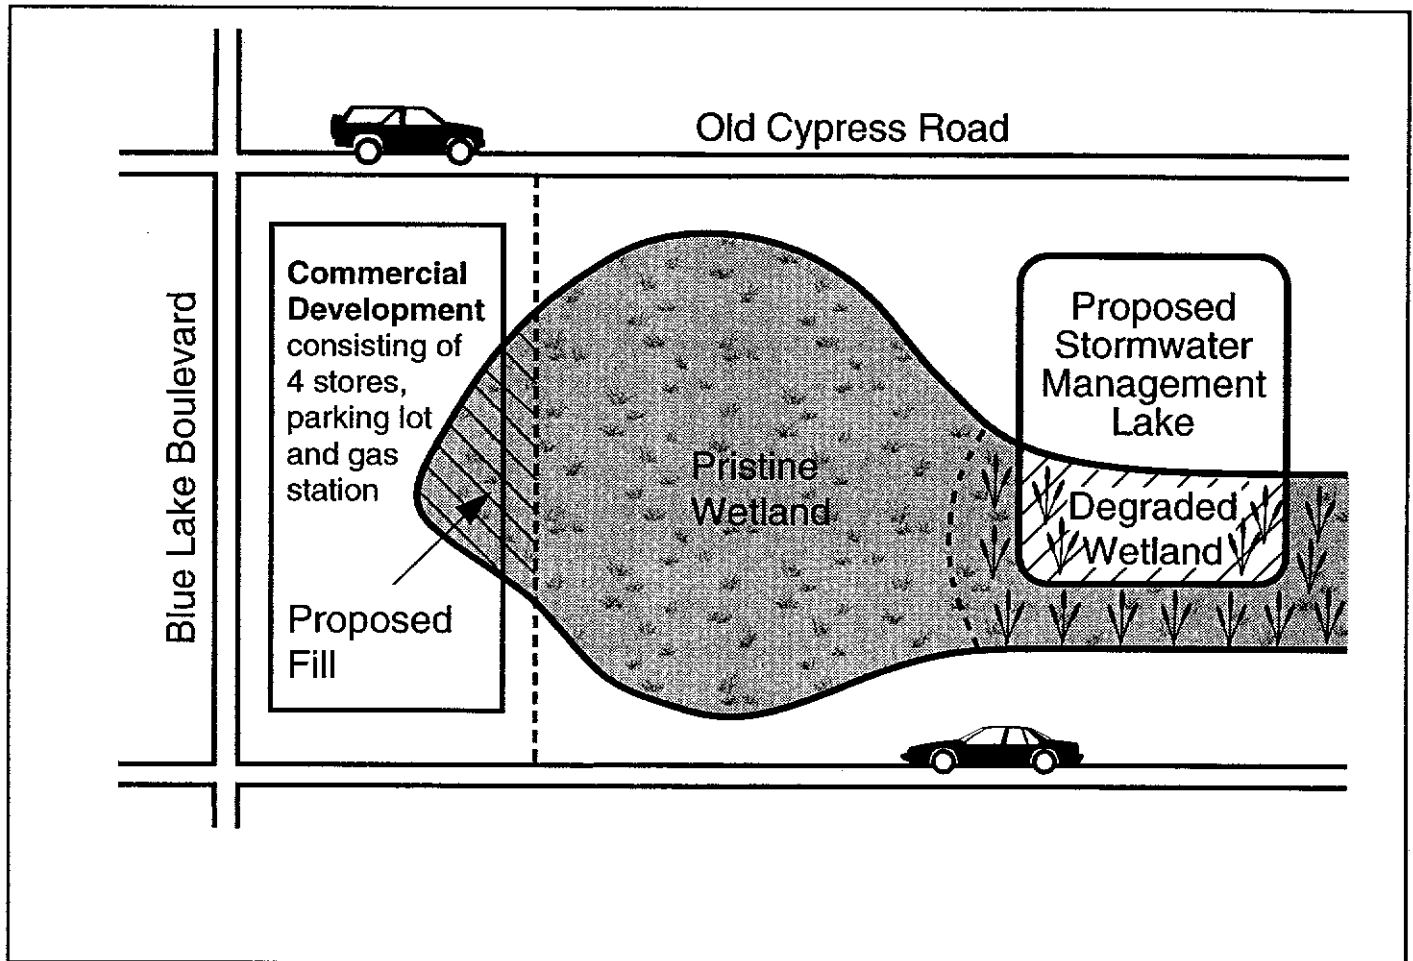 Old Cypress Road
Blue Lake Boulevard
Commercial
Development
consisting of
4 stores,
parking lot
and gas
station
Proposed
Fill
Pristine
Wetland
Proposed
Stormwater
Management
Lake
Degraded
Wetland